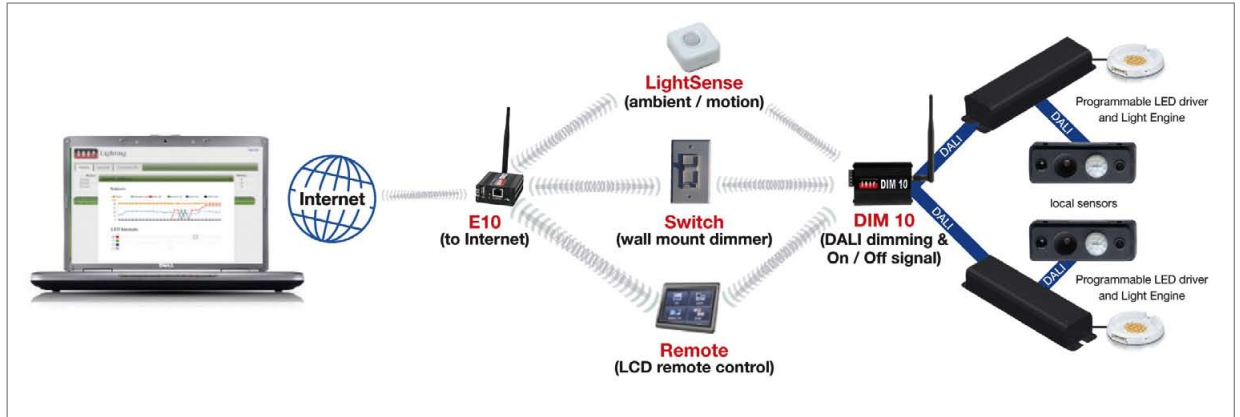 LightSense
(ambient / motion)
Lighting
Internet
E10
(to Internet)
Switch
(wall mount dimmer)
DIM 10
DIM 10
(DALI dimming &
On / Off signal)
Remote
(LCD remote control)
DALI
DALI
DALI
DALI
Programmable LED driver
and Light Engine
local sensors
Programmable LED driver
and Light Engine
DELL